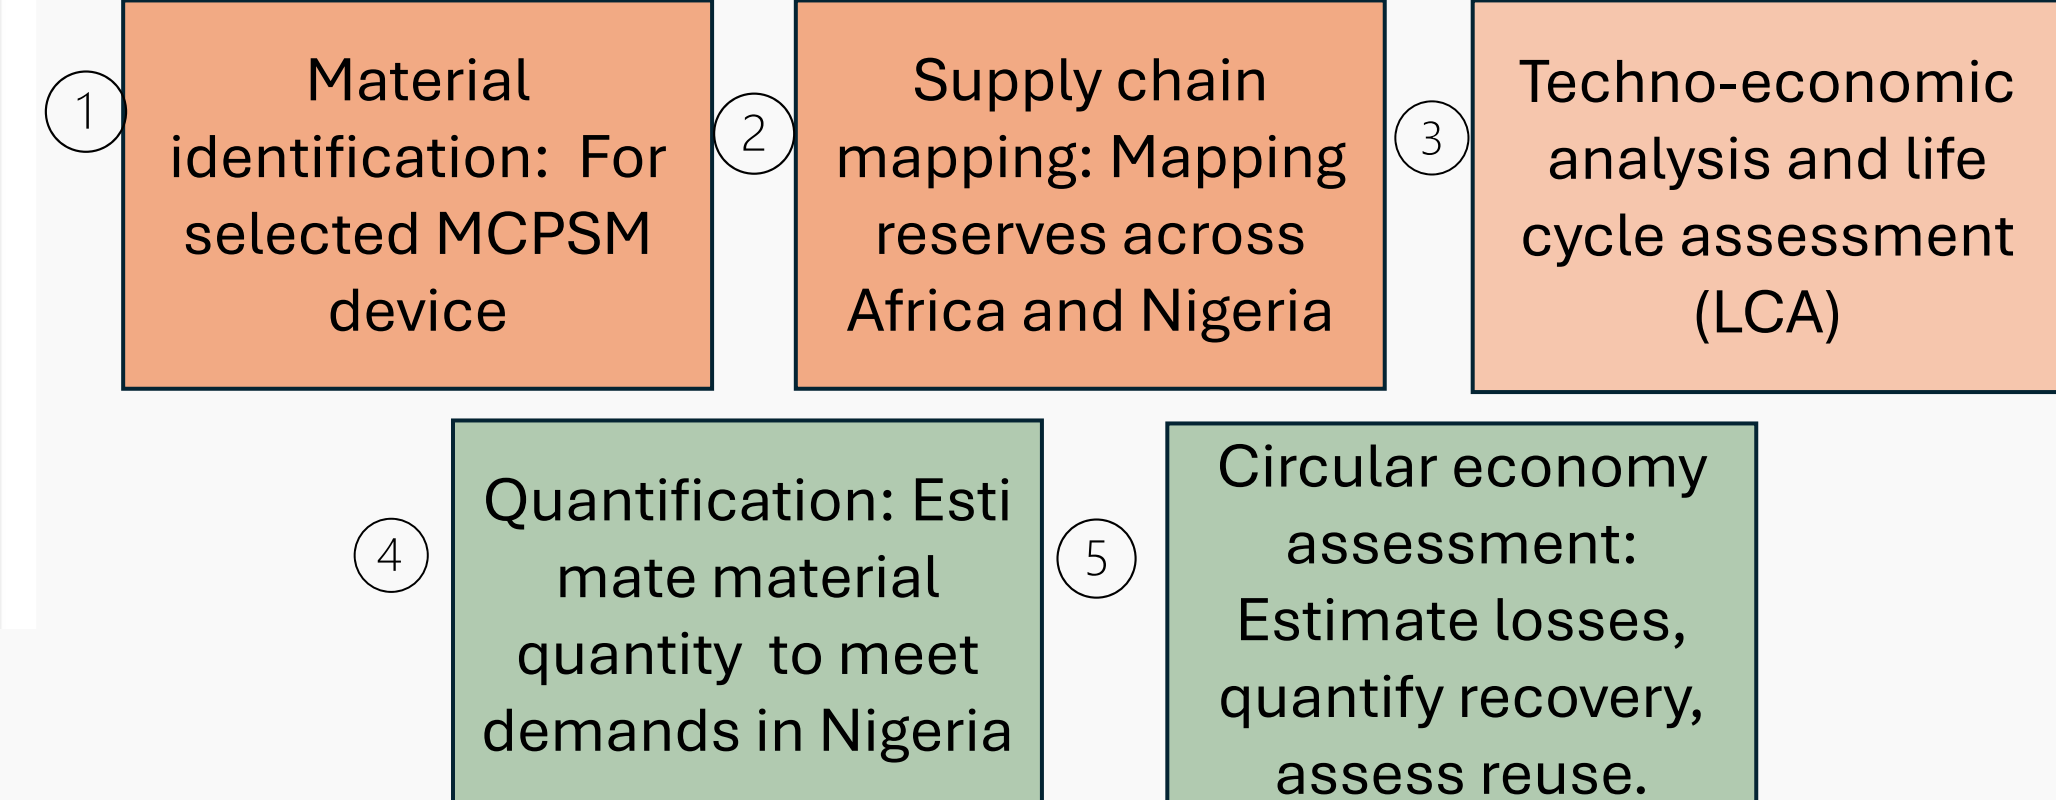 1
Material
identification:  For
selected MCPSM
device
2
Supply chain
mapping: Mapping
reserves across
Africa and Nigeria
3
Techno-economic
analysis and life
cycle assessment
(LCA)
4
Quantification: Esti
mate material
quantity  to meet
demands in Nigeria
5
Circular economy
assessment:
Estimate losses,
quantify recovery,
assess reuse.